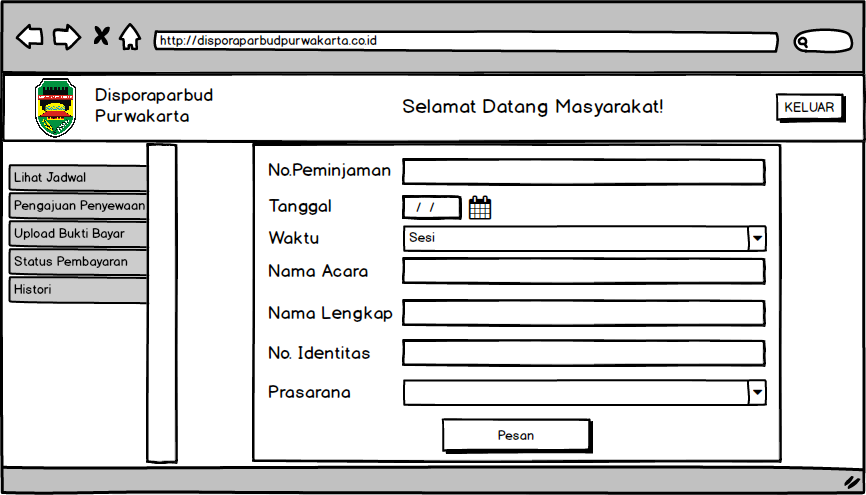 http://disporaparbudpurwakarta.co.id
Disporaparbud
Purwakarta
Selamat Datang Masyarakat!
KELUAR
Lihat Jadwal
Pengajuan Penyewaan
Upload Bukti Bayar
Status Pembayaran
Histori
No.Peminjaman
Tanggal
/ /
Waktu
Sesi
Nama Acara
Nama Lengkap
No. Identitas
Prasarana
Pesan